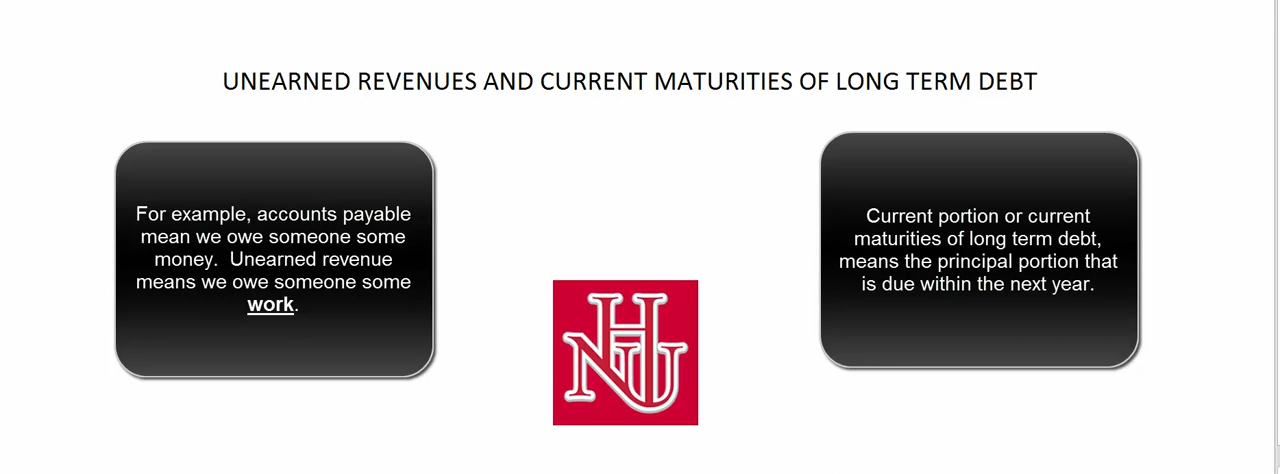 UNEARNED REVENUES AND CURRENT MATURITIES OF LONG TERM DEBT
For example, accounts payable
mean we owe someone some
money.  Unearned revenue
means we owe someone some
work.
Current portion or current
maturities of long term debt,
means the principal portion that
is due within the next year.
HNU